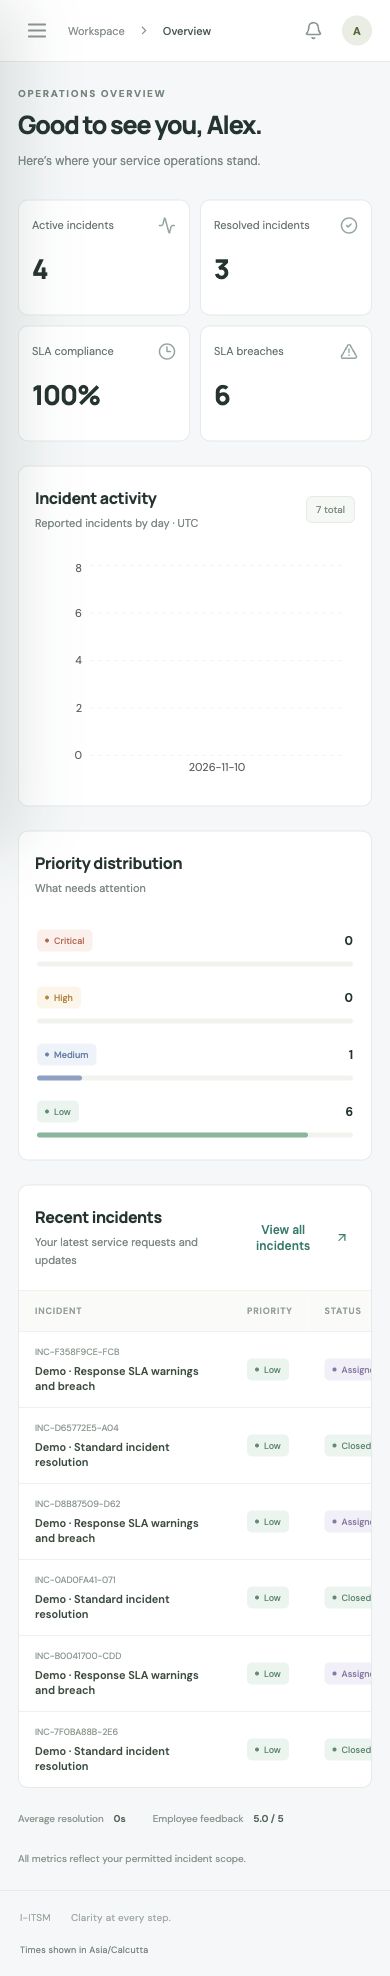 Workspace > Overview A
OPERATIONS OVERVIEW
Good to see you, Alex.
Here's where your service operations stand.
Active incidents
4
Resolved incidents
3
SLA compliance
100%
SLA breaches
6
Incident activity
Reported incidents by day · UTC
7 total
8
6
4
2
0
2026-11-10
Priority distribution
What needs attention
Critical 0
High 0
Medium 1
Low 6
Recent incidents
Your latest service requests and
updates
View all
incidents
INCIDENT PRIORITY STATUS
INC-F358F9CE-FCB
Demo · Response SLA warnings
and breach
Low
Assigne
INC-D65772E5-A04
Demo · Standard incident
resolution
Low
Closed
INC-D8B87509-D62
Demo · Response SLA warnings
and breach
Low
Assigne
INC-0AD0FA41-071
Demo · Standard incident
resolution
Low
Closed
INC-B0041700-CDD
Demo · Response SLA warnings
and breach
Low
Assigne
INC-7F0BA88B-2E6
Demo · Standard incident
resolution
Low
Closed
Average resolution 0s Employee feedback 5.0 / 5
All metrics reflect your permitted incident scope.
I-ITSM Clarity at every step.
Times shown in Asia/Calcutta